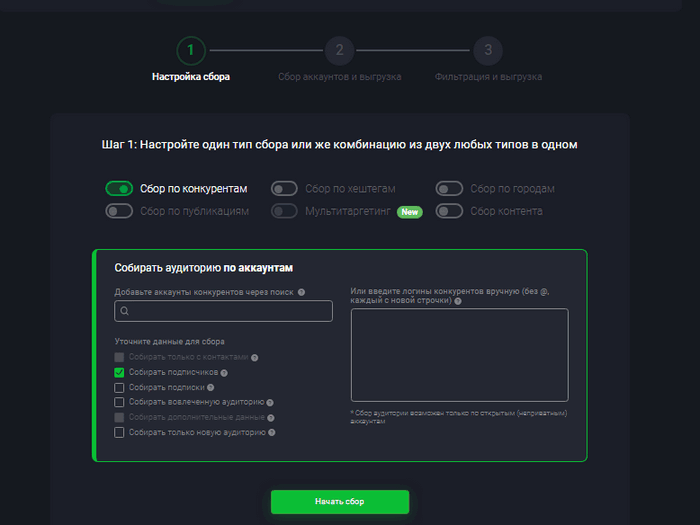 1
2
3
Настройка сбора
Сбор аккаунтов и выгрузка
Фильтрация и выгрузка
Шаг 1: Настройте один тип сбора или же комбинацию из двух любых типов в одном
Сбор по конкурентам
Сбор по хештегам
Сбор по городам
Сбор по публикациям
Мультитаргетинг New
Сбор контента
Собирать аудиторию по аккаунтам
Добавьте аккаунты конкурентов через поиск ?
Или введите логины конкурентов вручную (без @,
каждый с новой строчки) ?
Уточните данные для сбора
Собирать только с контактами ?
Собирать подписчиков ?
Собирать подписки ?
Собирать вовлеченную аудиторию ?
Собирать дополнительные данные ?
Собирать только новую аудиторию ?
* Сбор аудитории возможен только по открытым (неприватным)
аккаунтам
Начать сбор